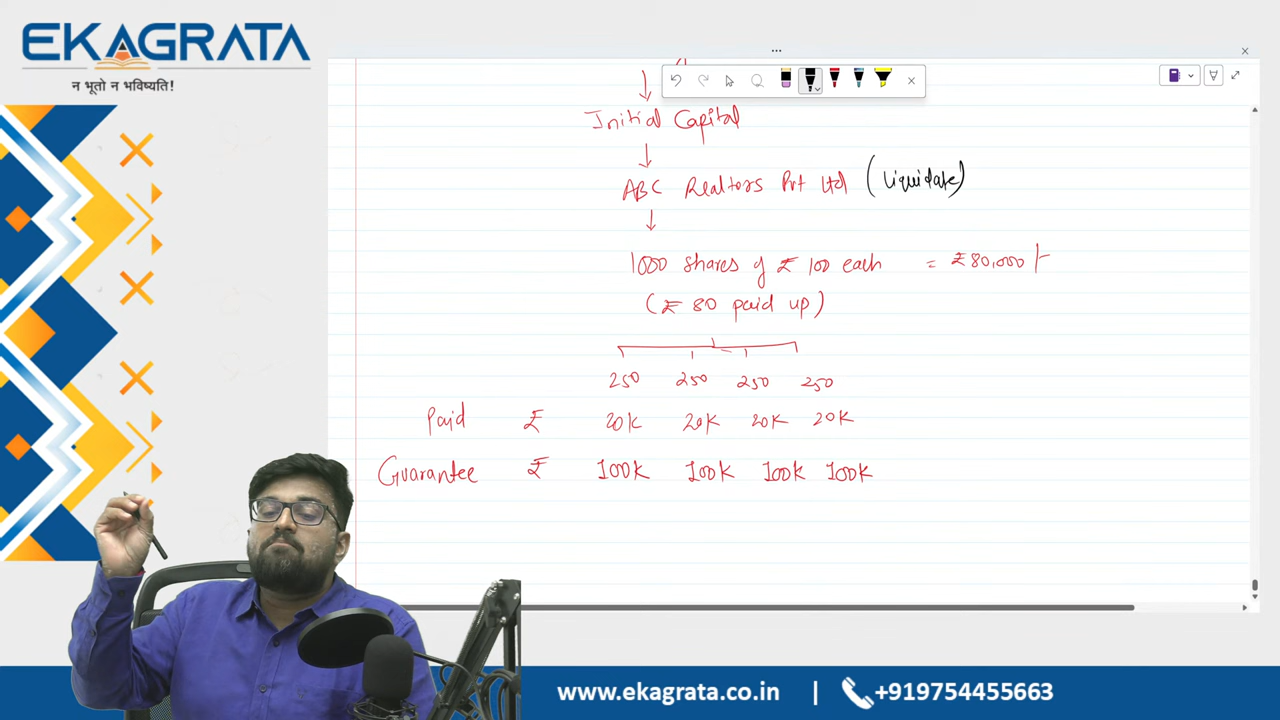 EKAGRATA
न भूतो न भविष्यति!
Initial Capital
ABC Realtors Pvt Ltd (Liquidate)
1000 shares of ₹ 100 each = ₹80,000/-
(₹ 80 paid up)
250 250 250 250
Paid ₹ 20K 20K 20K 20K
Guarantee ₹ 100K 100K 100K 100K
www.ekagrata.co.in | +919754455663